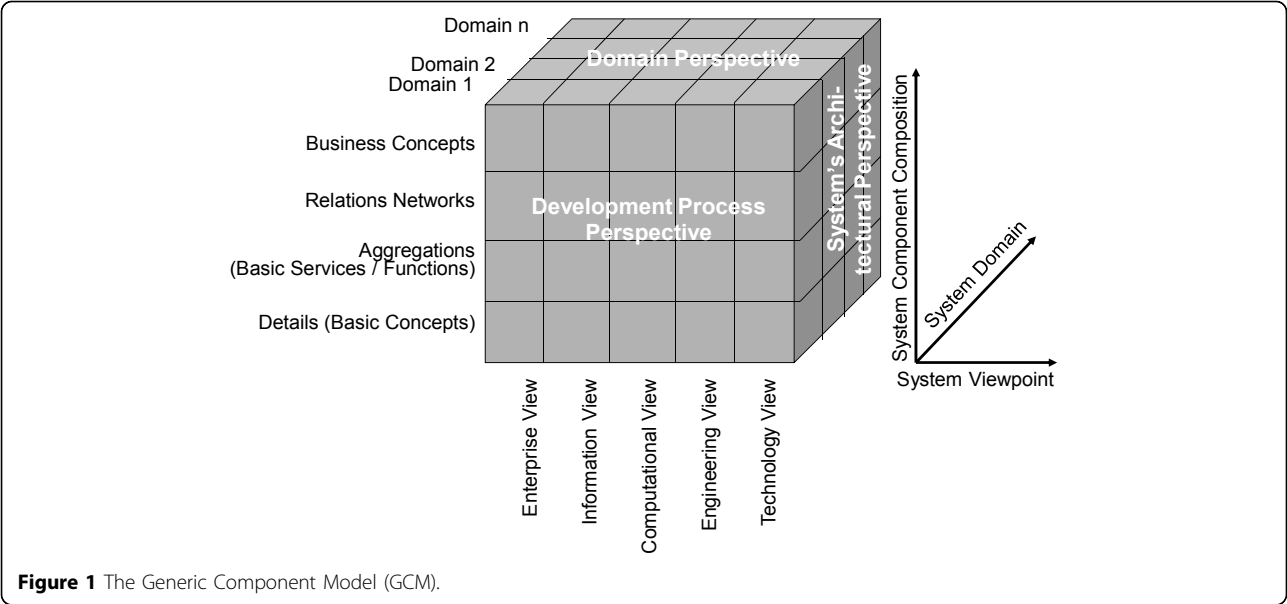 Domain n
Domain 2
Domain 1
Domain Perspective
Business Concepts
Relations Networks
Aggregations
(Basic Services / Functions)
Details (Basic Concepts)
Development Process
Perspective
System's Archi-
tectural Perspective
System Component Composition
System Domain
System Viewpoint
Enterprise View
Information View
Computational View
Engineering View
Technology View
Figure 1 The Generic Component Model (GCM).